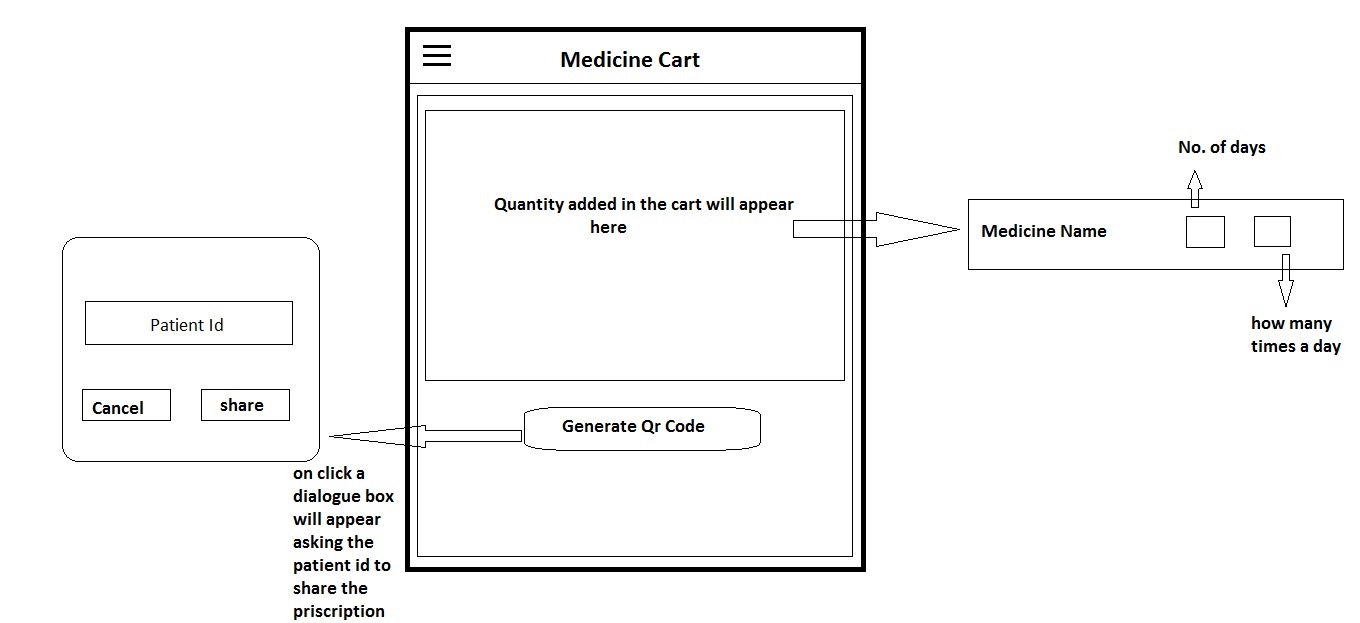 Medicine Cart
Quantity added in the cart will appear
here
No. of days
Medicine Name
how many
times a day
Patient Id
Cancel
share
Generate Qr Code
on click a
dialogue box
will appear
asking the
patient id to
share the
priscription